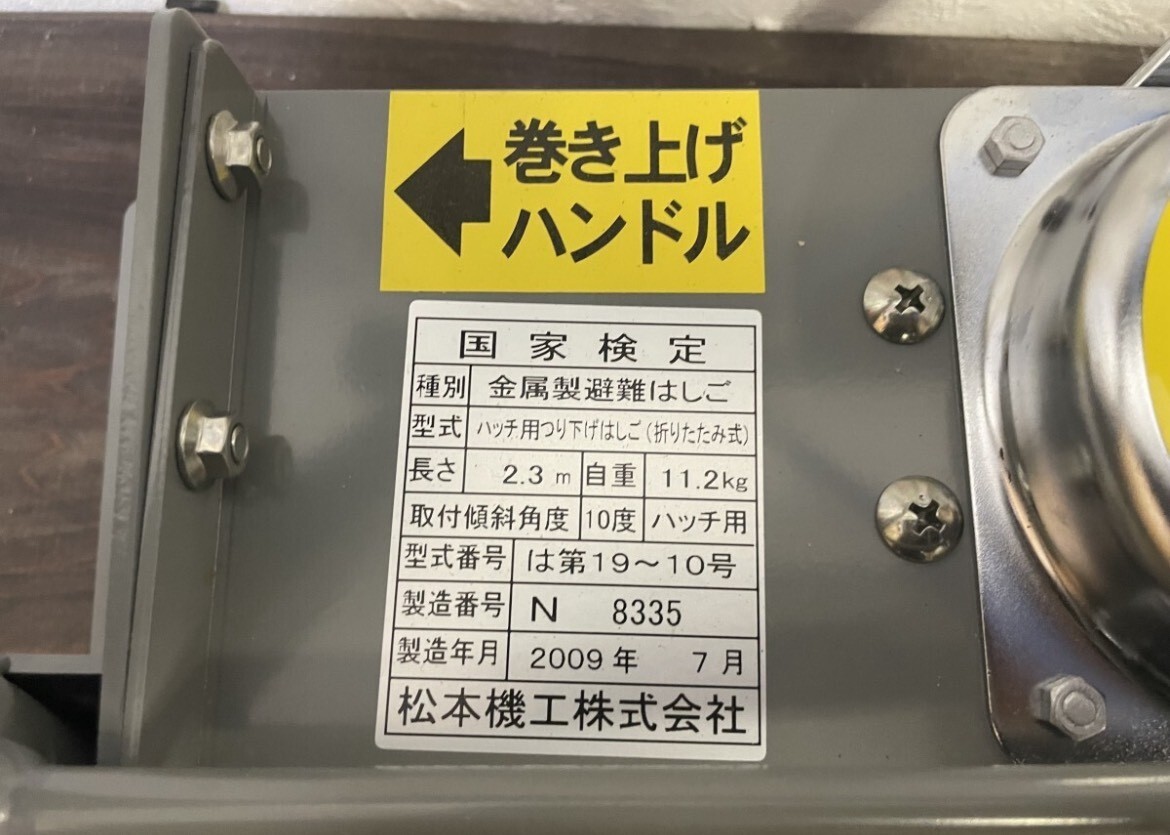 巻き上げ
ハンドル
国家検定
種別 金属製避難はしご
型式 ハッチ用つり下げはしご(折りたたみ式)
長さ 2.3m 自重 11.2kg
取付傾斜角度 10度 ハッチ用
型式番号 は第19～10号
製造番号 N 8335
製造年月 2009年 7月
松本機工株式会社